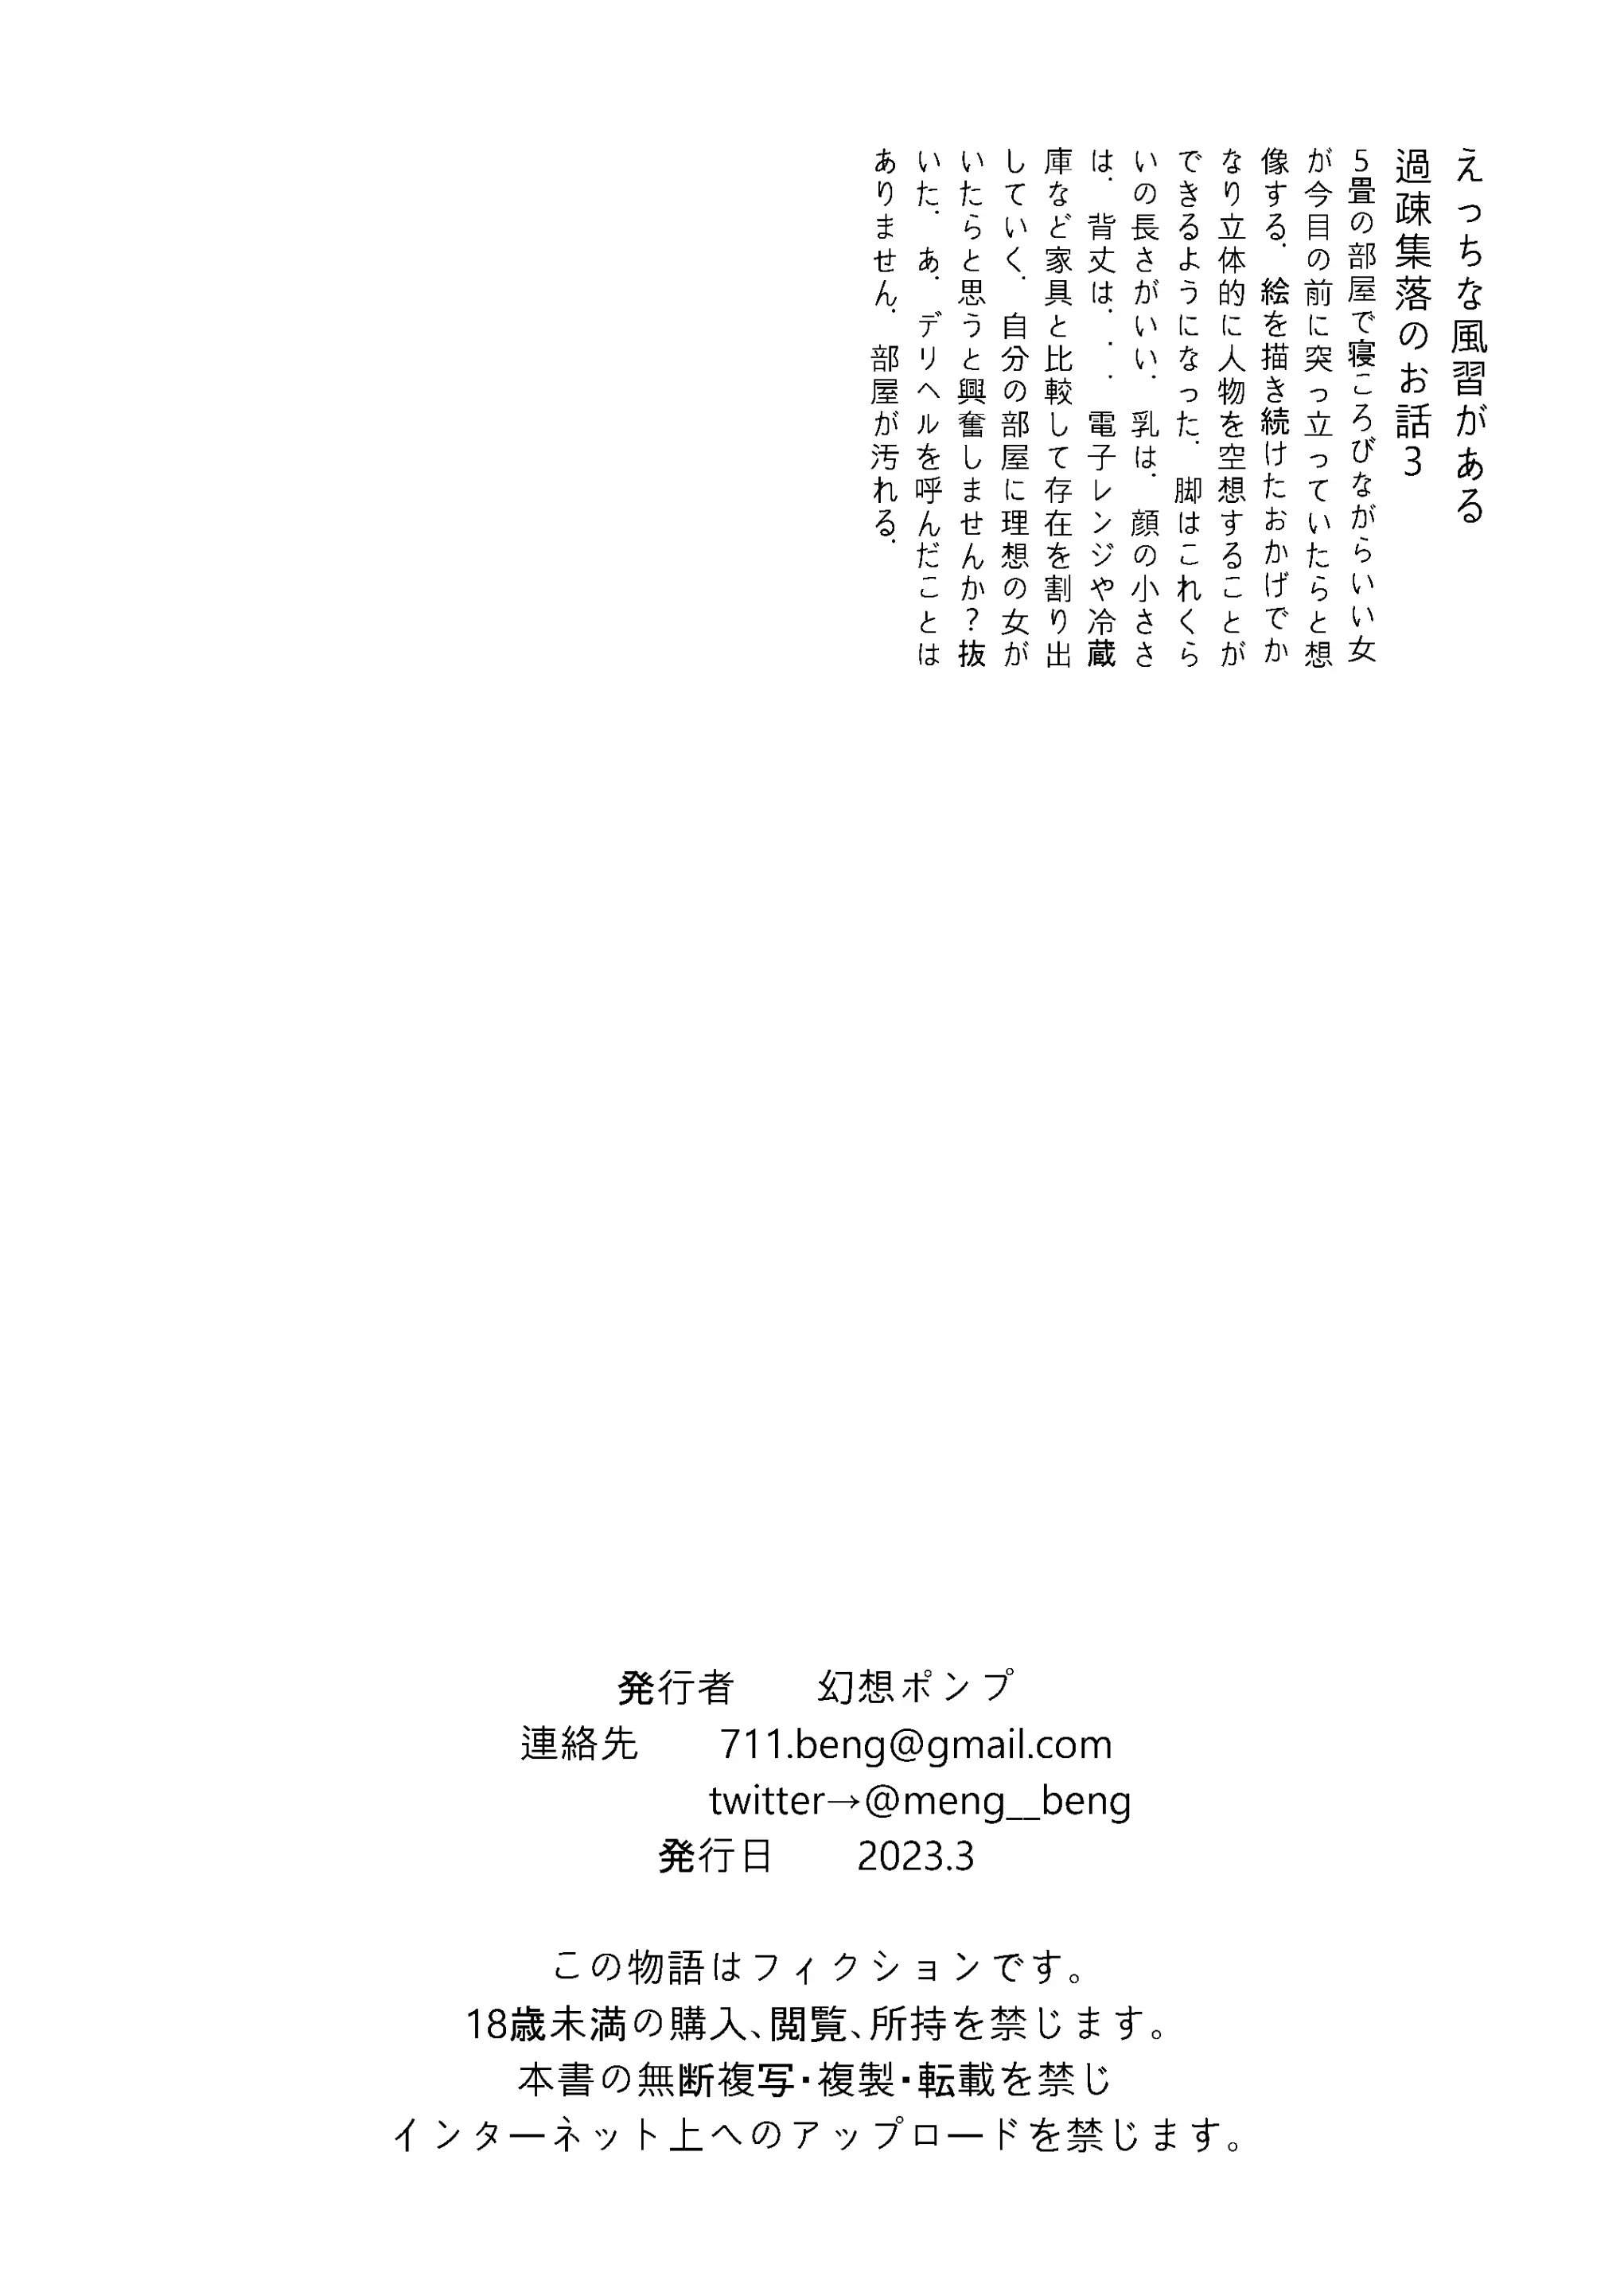 えっちな風習がある
過疎集落のお話3
5畳の部屋で寝ころびながらいい女
が今目の前に突っ立っていたらと想
像する．絵を描き続けたおかげでか
なり立体的に人物を空想することが
できるようになった．脚はこれくら
いの長さがいい．乳は．顔の小ささ
は．背丈は．．．電子レンジや冷蔵
庫など家具と比較して存在を割り出
していく．自分の部屋に理想の女が
いたらと思うと興奮しませんか？抜
いた．あ．デリヘルを呼んだことは
ありません．部屋が汚れる．
発行者　　幻想ポンプ
連絡先　　711.beng@gmail.com
twitter→@meng__beng
発行日　　2023.3
この物語はフィクションです。
18歳未満の購入、閲覧、所持を禁じます。
本書の無断複写･複製･転載を禁じ
インターネット上へのアップロードを禁じます。